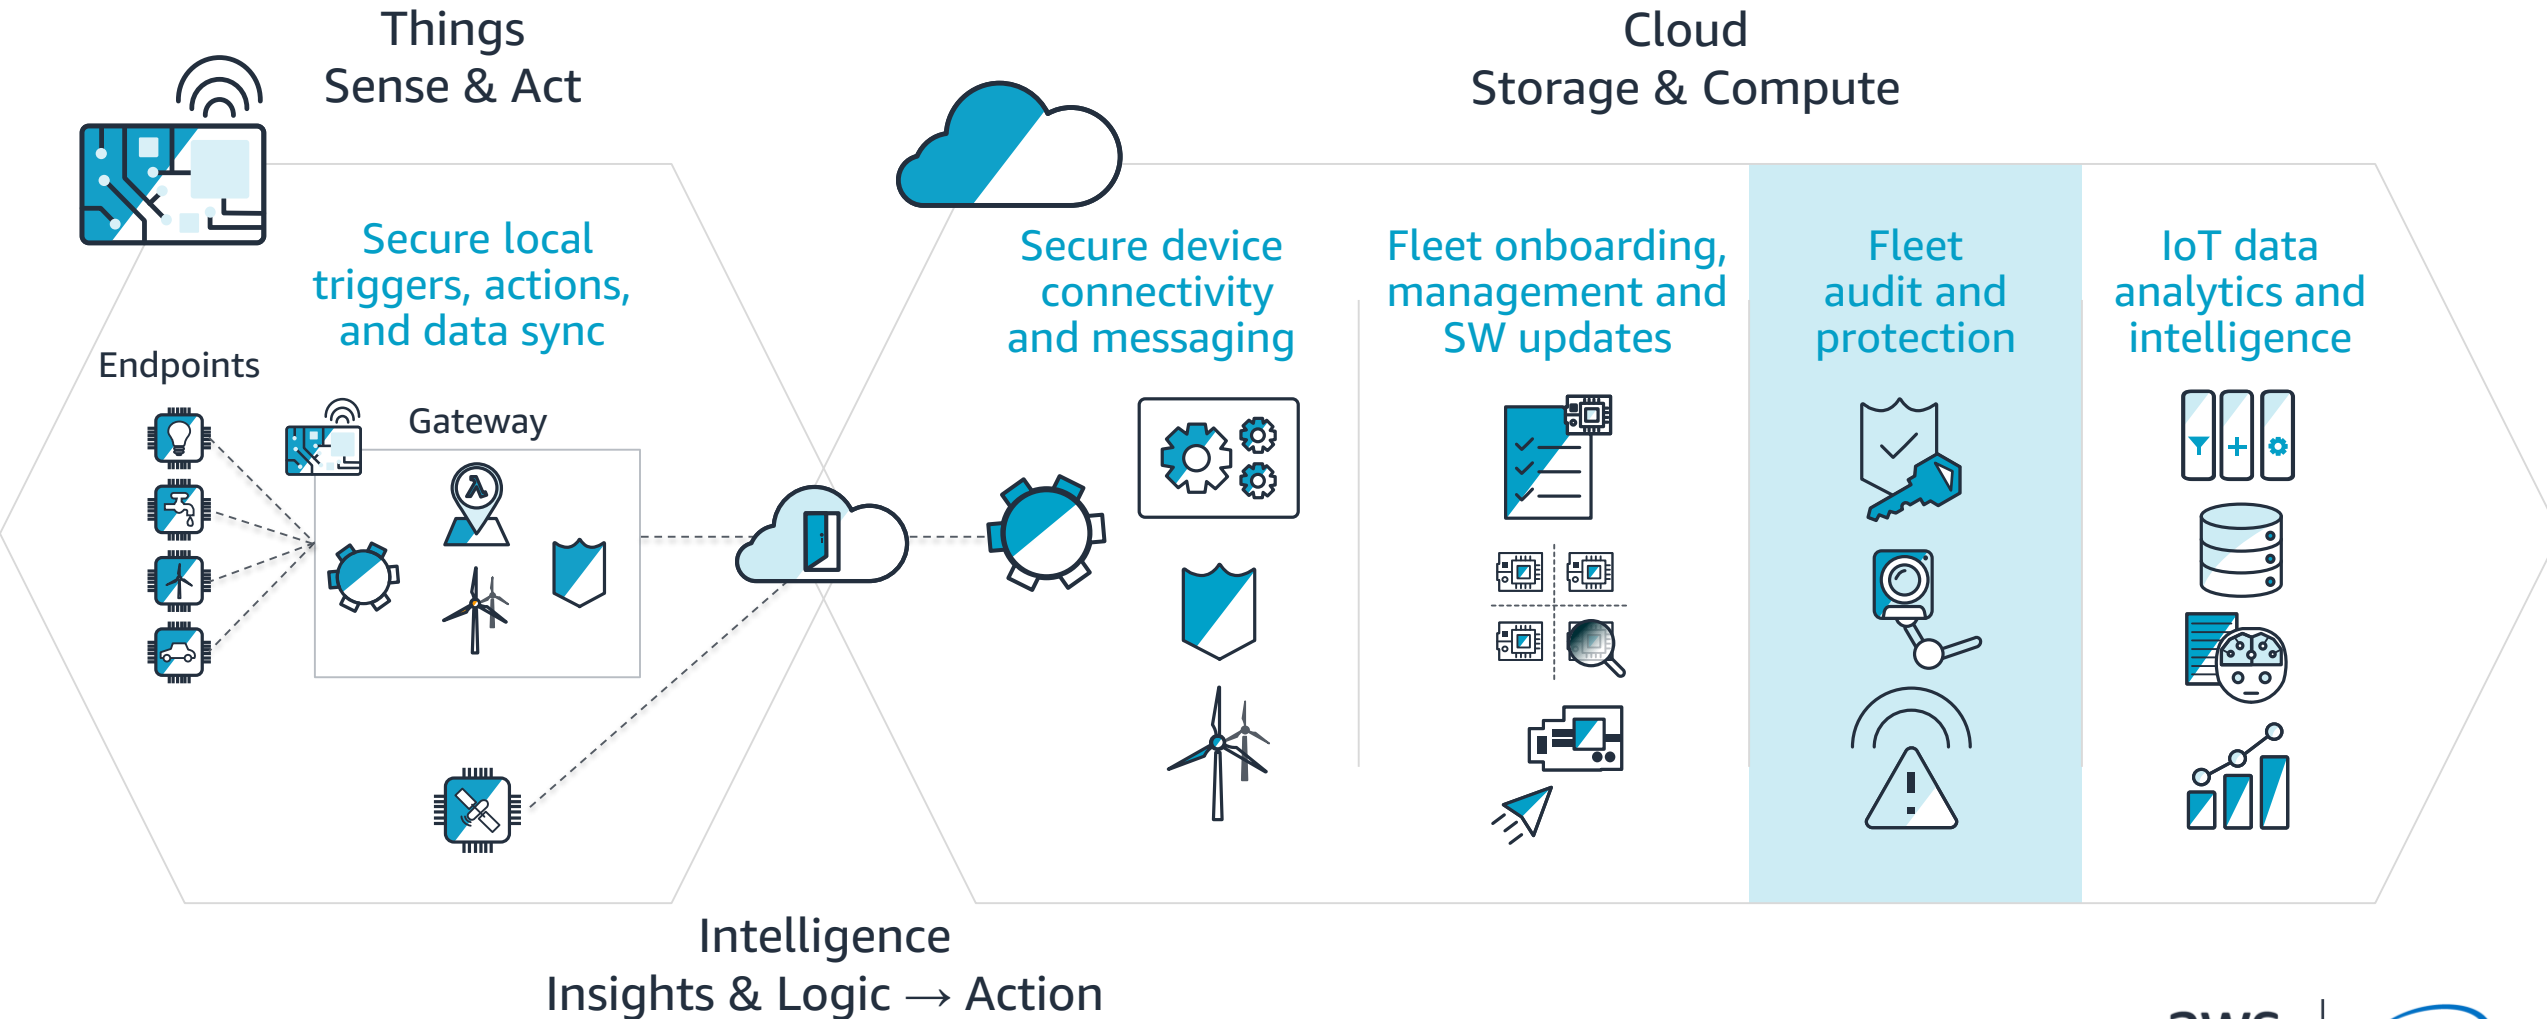 Things
Sense & Act
Cloud
Storage & Compute
Secure local
triggers, actions,
and data sync
Endpoints
Gateway
Secure device
connectivity
and messaging
Fleet onboarding,
management and
SW updates
Fleet
audit and
protection
IoT data
analytics and
intelligence
Intelligence
Insights & Logic → Action
aws